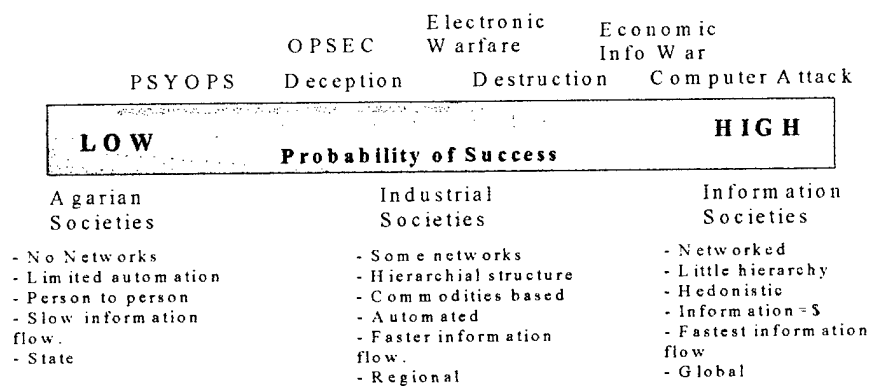 Electronic
Warfare
Economic
Info War
OPSEC
PSYOPS Deception Destruction Computer Attack
LOW Probability of Success HIGH
Agarian
Societies
- No Networks
- Limited automation
- Person to person
- Slow information
flow.
- State
Industrial
Societies
- Some networks
- Hierarchial structure
- Commodities based
- Automated
- Faster information
flow.
- Regional
Information
Societies
- Networked
- Little hierarchy
- Hedonistic
- Information = $
- Fastest information
flow
- Global